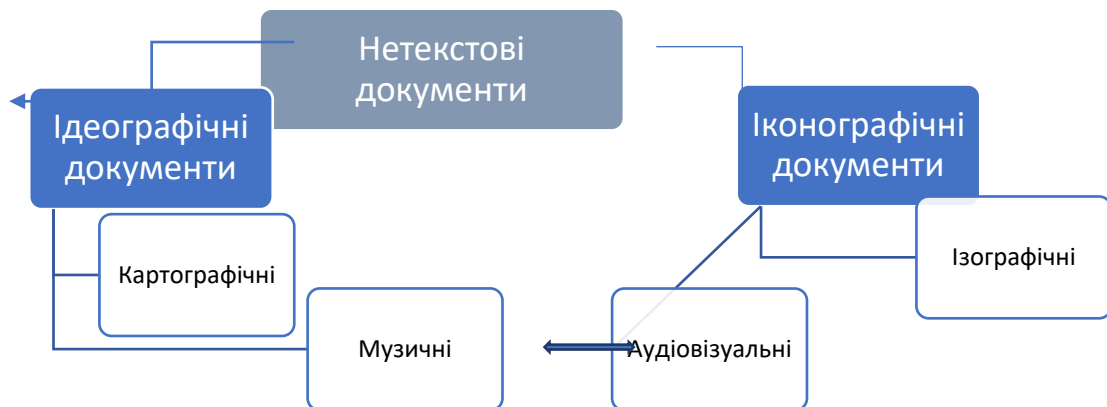 Нетекстові
документи
Ідеографічні
документи
Іконографічні
документи
Картографічні
Ізографічні
Музичні
Аудіовізуальні